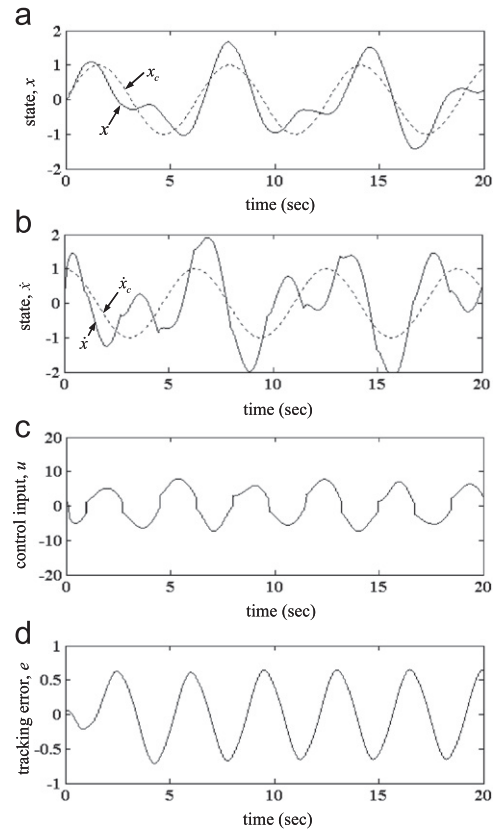 a
2
1
0
-1
-2
state, x
x_c
x
0 5 10 15 20
time (sec)
b
2
1
0
-1
-2
state, ẋ
ẋ_c
ẋ
0 5 10 15 20
time (sec)
c
20
10
0
-10
-20
control input, u
0 5 10 15 20
time (sec)
d
1
0.5
0
-0.5
-1
tracking error, e
0 5 10 15 20
time (sec)